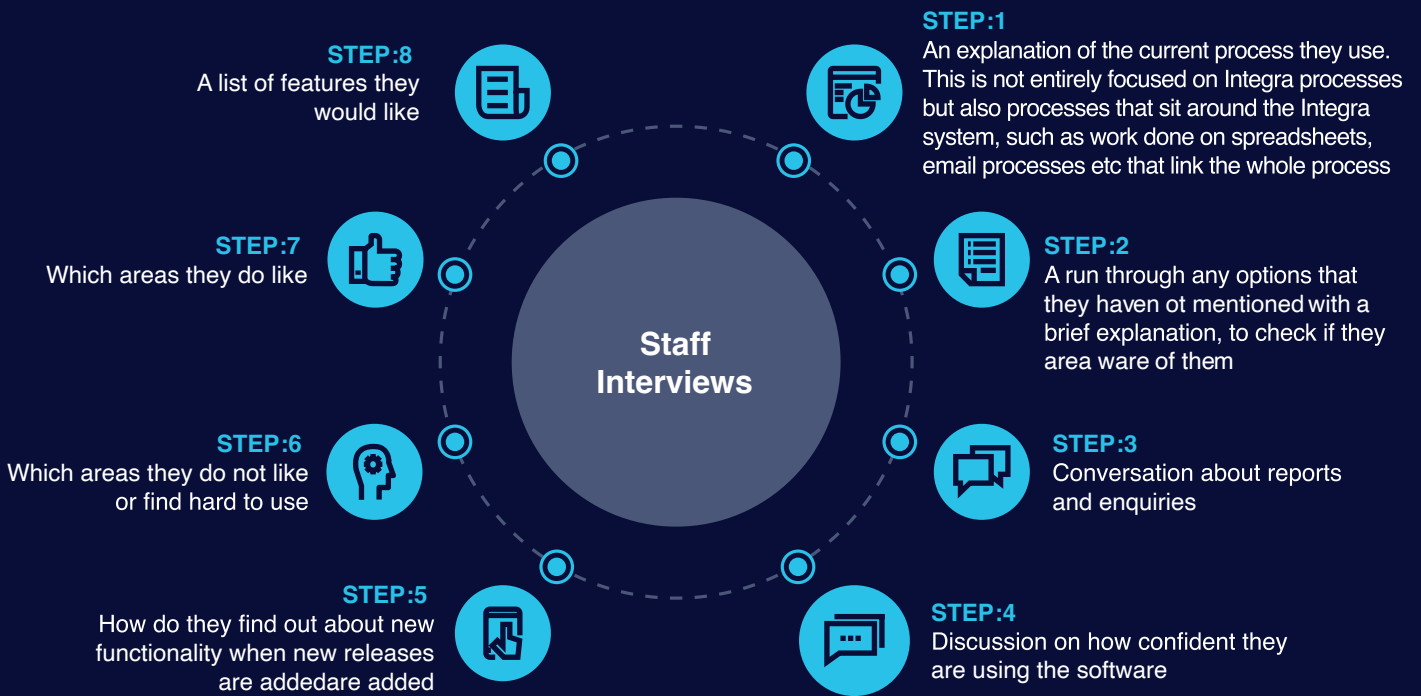 STEP:1
An explanation of the current process they use.
This is not entirely focused on Integra processes
but also processes that sit around the Integra
system, such as work done on spreadsheets,
email processes etc that link the whole process
STEP:2
A run through any options that
they haven ot mentioned with a
brief explanation, to check if they
area ware of them
STEP:3
Conversation about reports
and enquiries
STEP:4
Discussion on how confident they
are using the software
STEP:5
How do they find out about new
functionality when new releases
are addedare added
STEP:6
Which areas they do not like
or find hard to use
STEP:7
Which areas they do like
STEP:8
A list of features they
would like
Staff
Interviews